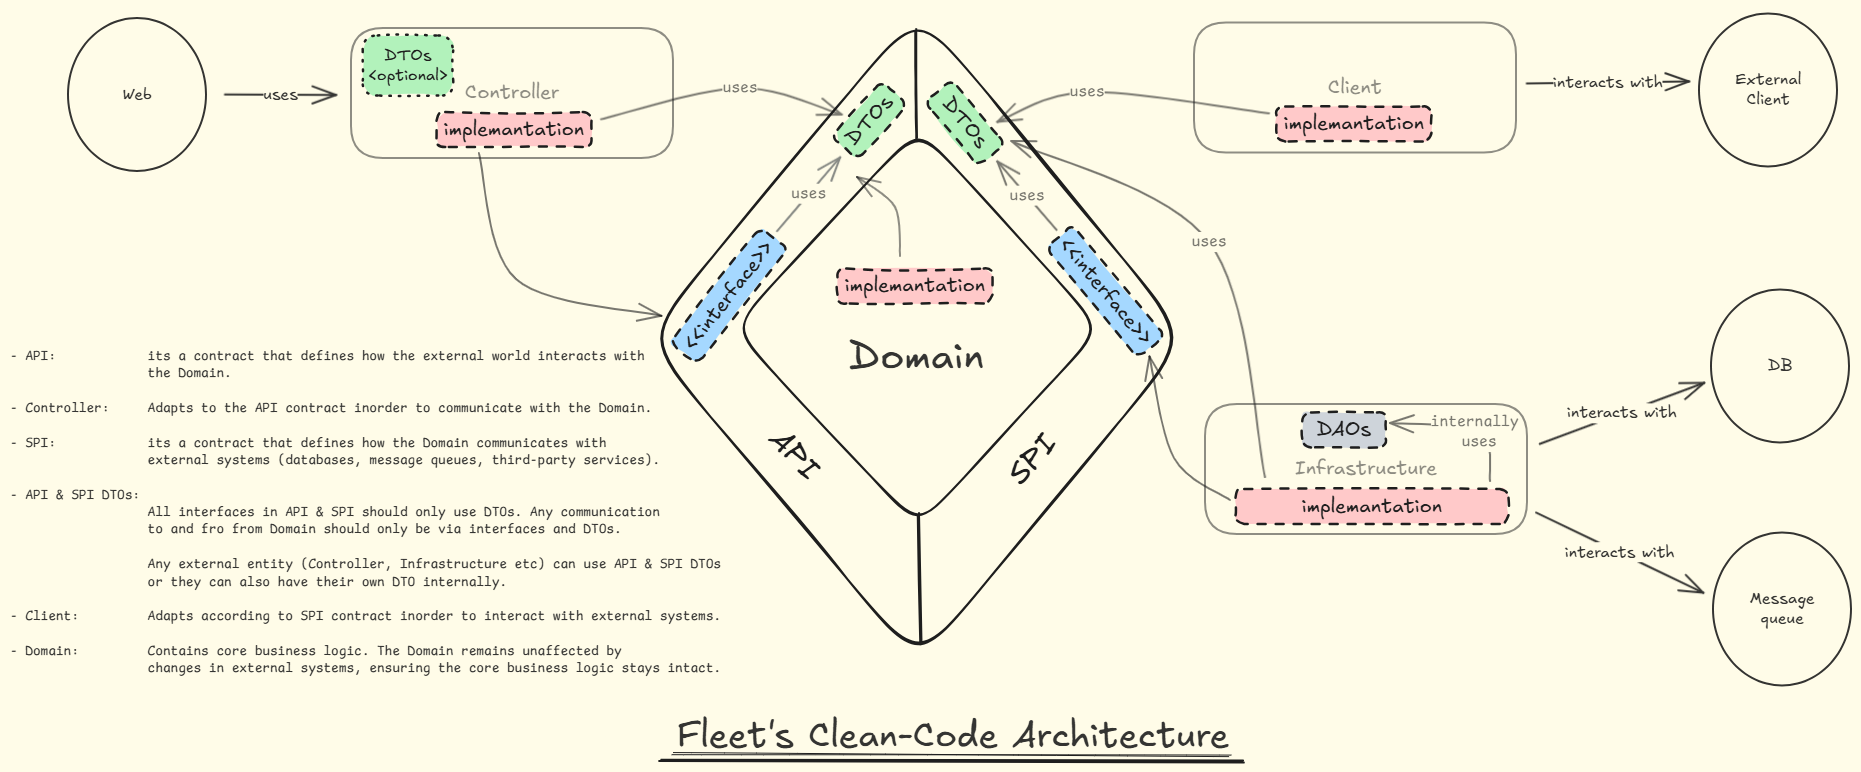 Web
uses
DTOs
<optional>
Controller
implemantation
uses
DTOs
DTOs
uses
Client
implemantation
interacts with
External
Client
uses
uses
uses
<<interface>>
<<interface>>
implemantation
Domain
API
SPI
DAOs
internally
uses
Infrastructure
implemantation
interacts with
DB
interacts with
Message
queue
- API: its a contract that defines how the external world interacts with
the Domain.
- Controller: Adapts to the API contract inorder to communicate with the Domain.
- SPI: its a contract that defines how the Domain communicates with
external systems (databases, message queues, third-party services).
- API & SPI DTOs:
All interfaces in API & SPI should only use DTOs. Any communication
to and fro from Domain should only be via interfaces and DTOs.
Any external entity (Controller, Infrastructure etc) can use API & SPI DTOs
or they can also have their own DTO internally.
- Client: Adapts according to SPI contract inorder to interact with external systems.
- Domain: Contains core business logic. The Domain remains unaffected by
changes in external systems, ensuring the core business logic stays intact.
Fleet's Clean-Code Architecture